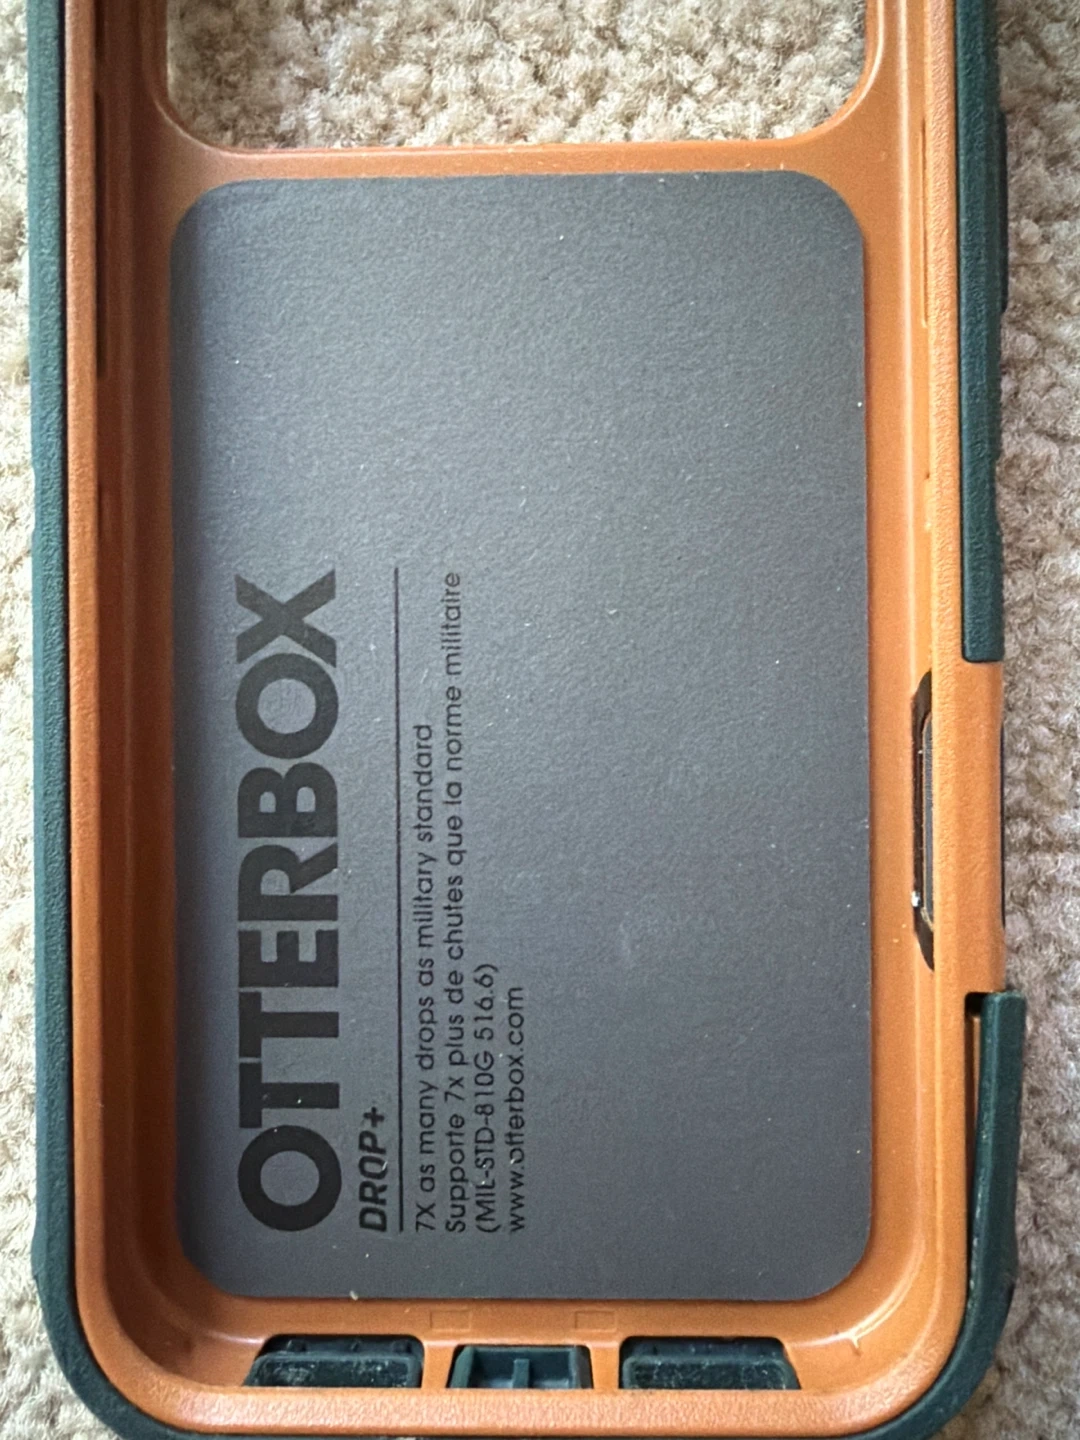 OTTERBOX
DROP+
7X as many drops as military standard
Supporte 7x plus de chutes que la norme militaire
(MIL-STD-810G 516.6)
www.otterbox.com